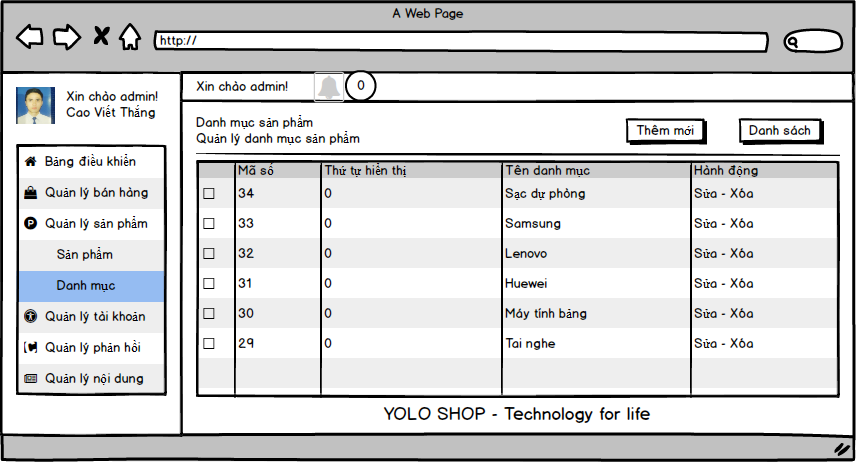 A Web Page
http://
Xin chào admin!
Cao Viết Thắng
Xin chào admin!
0
Bảng điều khiển
Quản lý bán hàng
Quản lý sản phẩm
Sản phẩm
Danh mục
Quản lý tài khoản
Quản lý phản hồi
Quản lý nội dung
Danh mục sản phẩm
Quản lý danh mục sản phẩm
Thêm mới
Danh sách
Mã số Thứ tự hiển thị Tên danh mục Hành động
34 0 Sạc dự phòng Sửa - Xóa
33 0 Samsung Sửa - Xóa
32 0 Lenovo Sửa - Xóa
31 0 Huewei Sửa - Xóa
30 0 Máy tính bảng Sửa - Xóa
29 0 Tai nghe Sửa - Xóa
YOLO SHOP - Technology for life